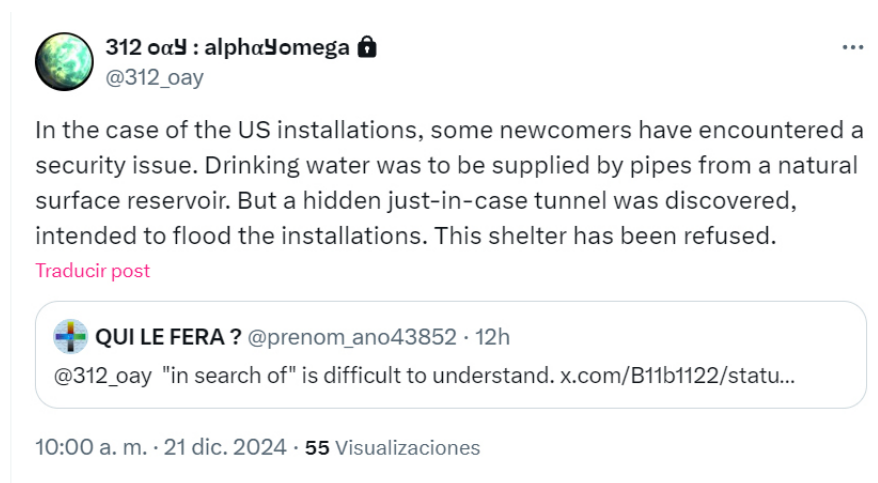 312 oαy : alphαyomega
@312_oay
In the case of the US installations, some newcomers have encountered a
security issue. Drinking water was to be supplied by pipes from a natural
surface reservoir. But a hidden just-in-case tunnel was discovered,
intended to flood the installations. This shelter has been refused.
Traducir post
QUI LE FERA ? @prenom_ano43852 · 12h
@312_oay "in search of" is difficult to understand. x.com/B11b1122/statu...
10:00 a. m. · 21 dic. 2024 · 55 Visualizaciones